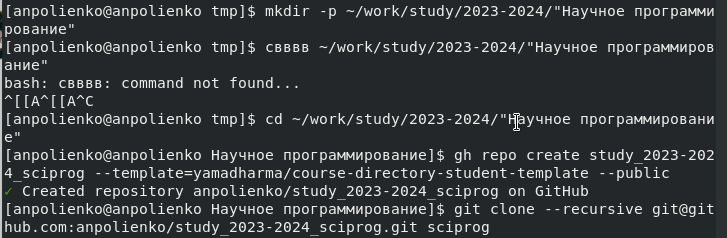 [anpolienko@anpolienko tmp]$ mkdir -p ~/work/study/2023-2024/"Научное программи
рование"
[anpolienko@anpolienko tmp]$ свввв ~/work/study/2023-2024/"Научное программиров
ание"
bash: свввв: command not found...
^[[A^[[A^C
[anpolienko@anpolienko tmp]$ cd ~/work/study/2023-2024/"Научное программировани
е"
[anpolienko@anpolienko Научное программирование]$ gh repo create study_2023-202
4_sciprog --template=yamadharma/course-directory-student-template --public
✓ Created repository anpolienko/study_2023-2024_sciprog on GitHub
[anpolienko@anpolienko Научное программирование]$ git clone --recursive git@git
hub.com:anpolienko/study_2023-2024_sciprog.git sciprog